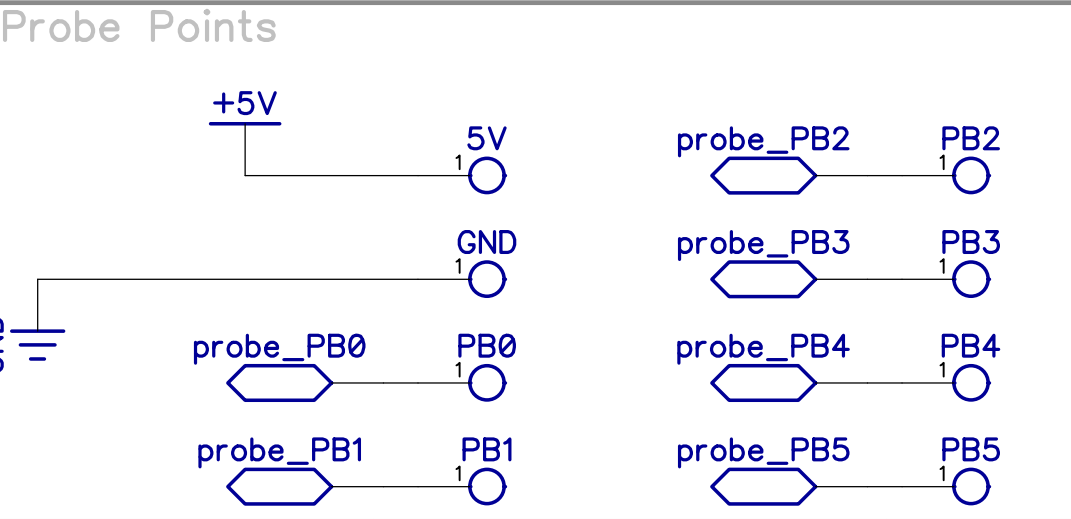 Probe Points
+5V
5V
1
GND
1
probe_PB0
PB0
1
probe_PB1
PB1
1
probe_PB2
PB2
1
probe_PB3
PB3
1
probe_PB4
PB4
1
probe_PB5
PB5
1